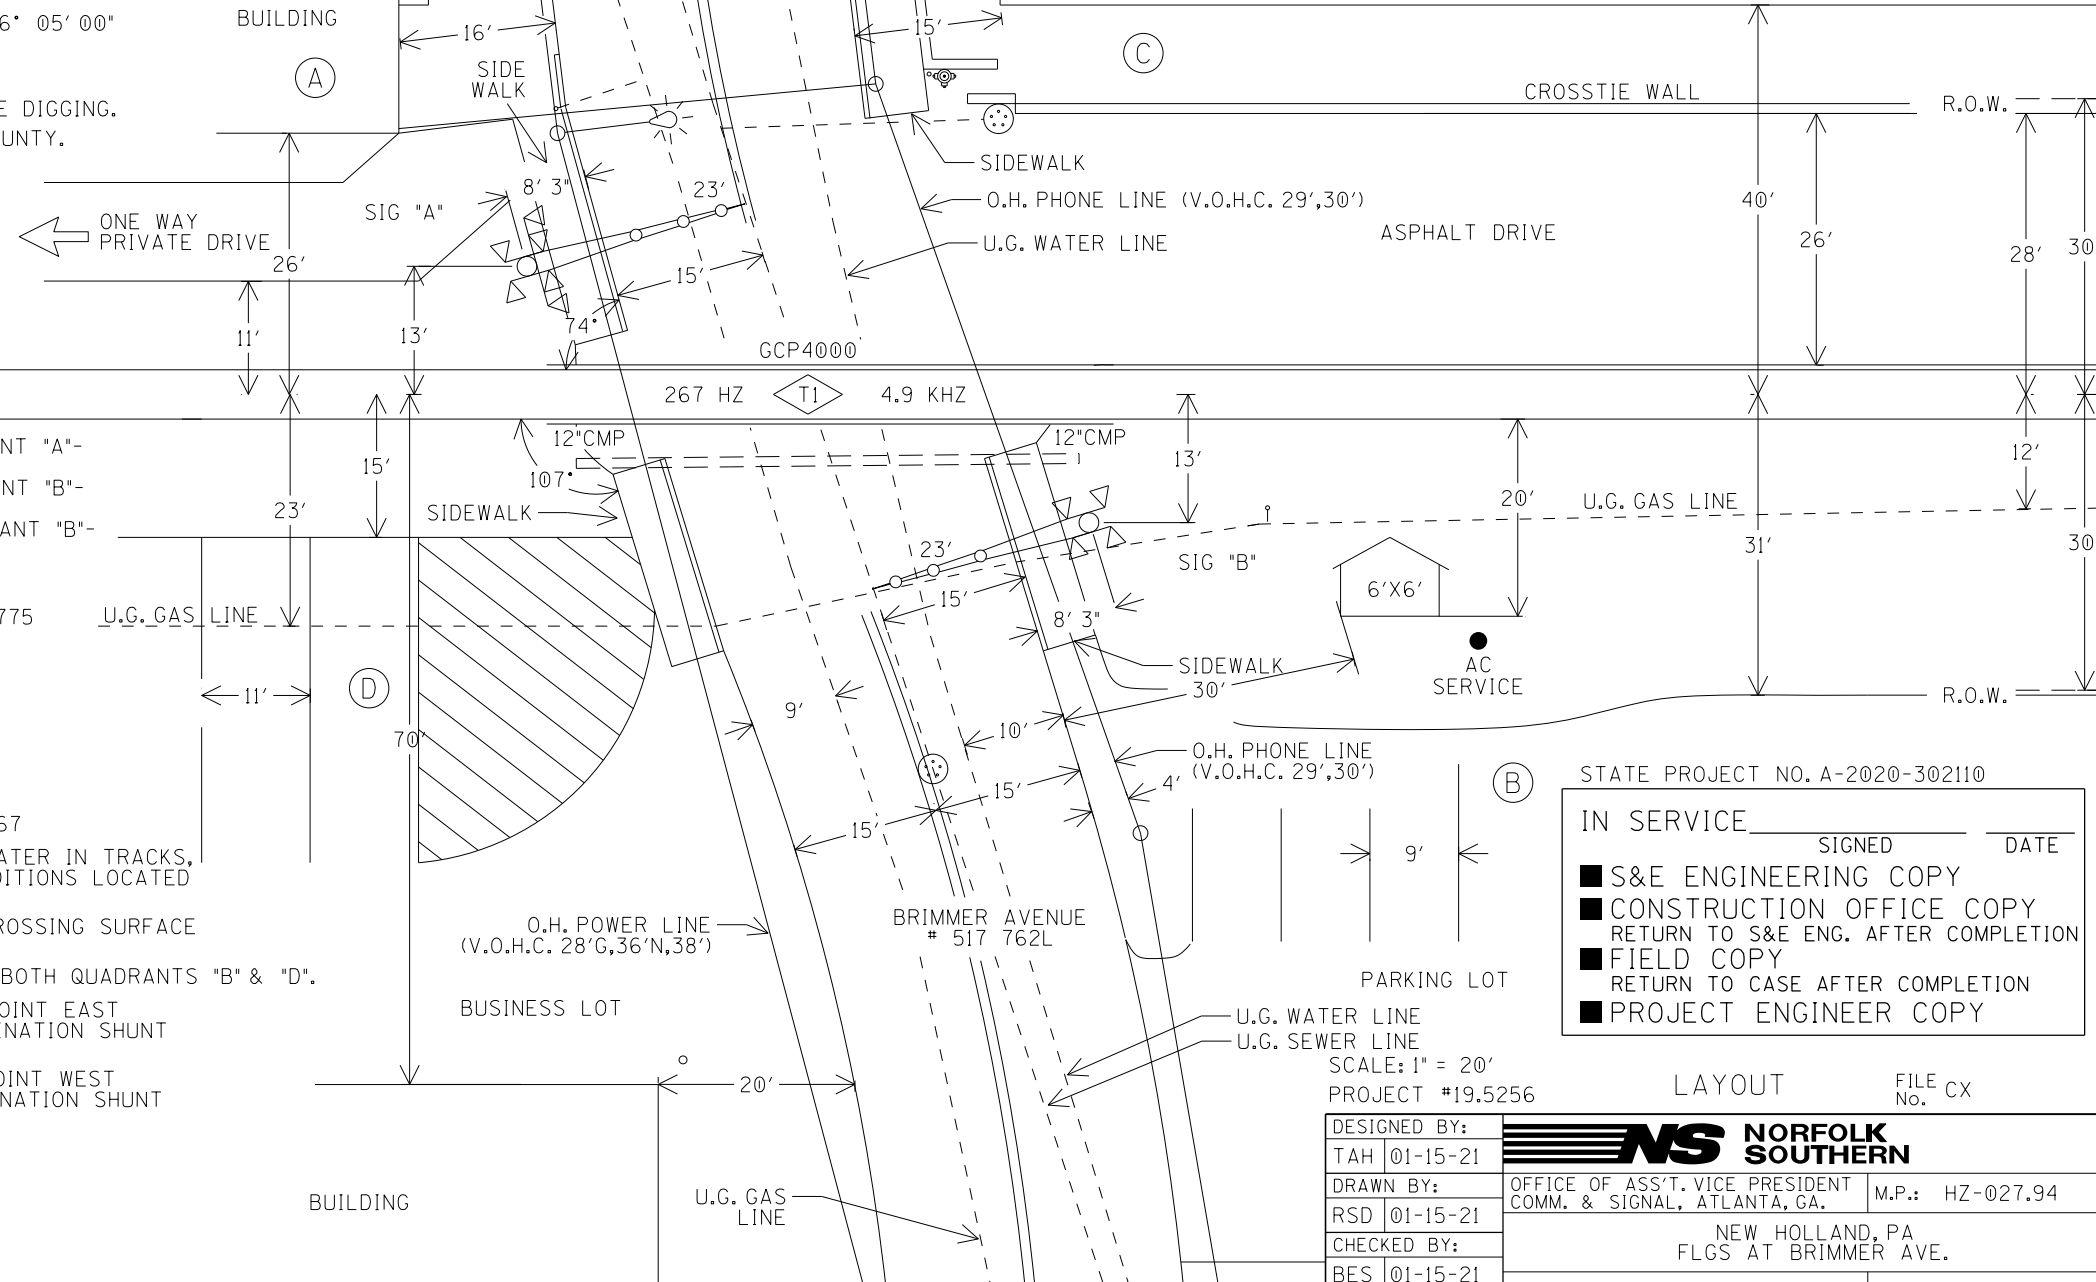 6° 05' 00"
BUILDING
16'
15'
A
C
SIDE
WALK
E DIGGING.
UNTY.
CROSSTIE WALL
R.O.W.
SIDEWALK
8' 3"
23'
O.H. PHONE LINE (V.O.H.C. 29',30')
40'
SIG "A"
ONE WAY
PRIVATE DRIVE
U.G. WATER LINE
ASPHALT DRIVE
26'
26'
28'
30
15'
11'
13'
74°
GCP4000
267 HZ
T1
4.9 KHZ
NT "A"-
12"CMP
12"CMP
15'
13'
12'
107°
NT "B"-
20'
U.G. GAS LINE
23'
SIDEWALK
ANT "B"-
31'
30
23'
SIG "B"
6'X6'
15'
775
U.G. GAS LINE
8' 3"
SIDEWALK
AC
SERVICE
D
11'
30'
R.O.W.
9'
10'
70'
O.H. PHONE LINE
(V.O.H.C. 29',30')
4'
B
STATE PROJECT NO. A-2020-302110
15'
15'
IN SERVICE
SIGNED
DATE
67
ATER IN TRACKS,
DITIONS LOCATED
9'
S&E ENGINEERING COPY
CONSTRUCTION OFFICE COPY
RETURN TO S&E ENG. AFTER COMPLETION
FIELD COPY
RETURN TO CASE AFTER COMPLETION
PROJECT ENGINEER COPY
ROSSING SURFACE
O.H. POWER LINE
(V.O.H.C. 28'G,36'N,38')
BRIMMER AVENUE
# 517 762L
BOTH QUADRANTS "B" & "D".
PARKING LOT
OINT EAST
ENATION SHUNT
BUSINESS LOT
U.G. WATER LINE
U.G. SEWER LINE
OINT WEST
NATION SHUNT
20'
SCALE: 1" = 20'
PROJECT #19.5256
LAYOUT
FILE
No. CX
DESIGNED BY:
TAH 01-15-21
NS NORFOLK
SOUTHERN
DRAWN BY:
RSD 01-15-21
OFFICE OF ASS'T. VICE PRESIDENT
COMM. & SIGNAL, ATLANTA, GA.
M.P.: HZ-027.94
BUILDING
U.G. GAS
LINE
CHECKED BY:
BES 01-15-21
NEW HOLLAND, PA
FLGS AT BRIMMER AVE.